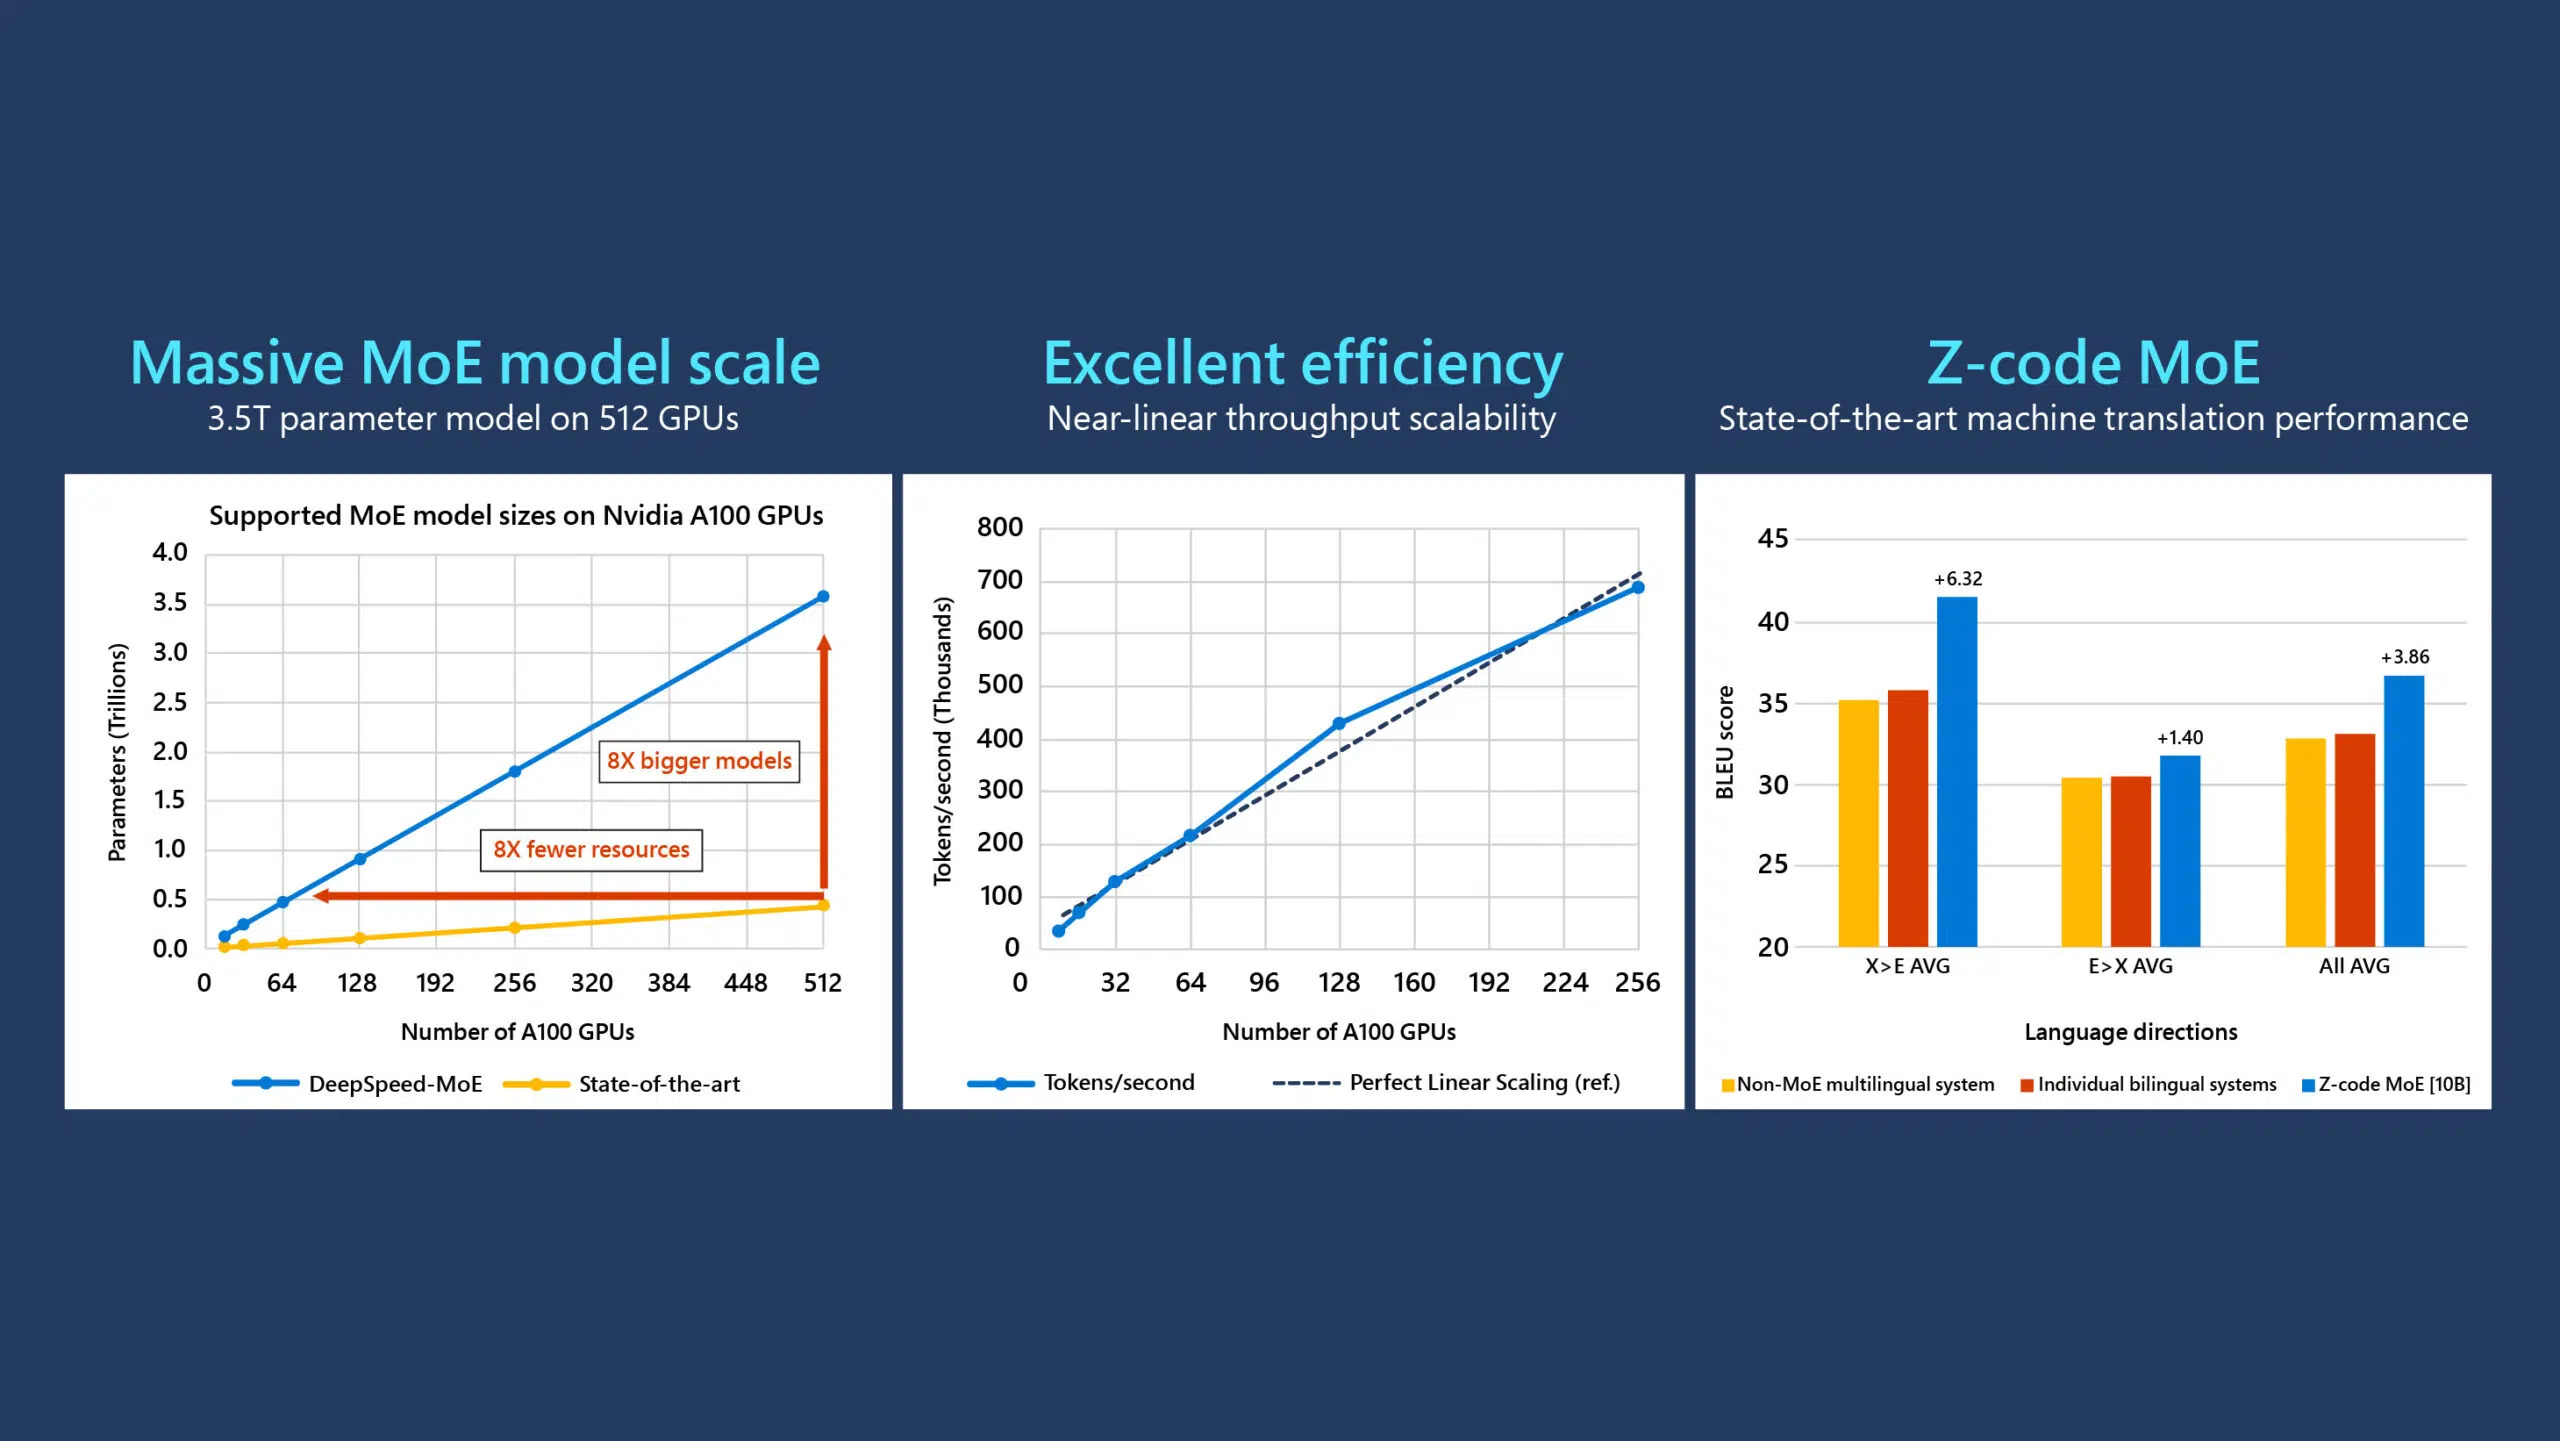 Massive MoE model scale
3.5T parameter model on 512 GPUs
Supported MoE model sizes on Nvidia A100 GPUs
Parameters (Trillions)
4.0
3.5
3.0
2.5
2.0
1.5
1.0
0.5
0.0
8X bigger models
8X fewer resources
0 64 128 192 256 320 384 448 512
Number of A100 GPUs
DeepSpeed-MoE State-of-the-art
Excellent efficiency
Near-linear throughput scalability
Tokens/second (Thousands)
800
700
600
500
400
300
200
100
0
0 32 64 96 128 160 192 224 256
Number of A100 GPUs
Tokens/second Perfect Linear Scaling (ref.)
Z-code MoE
State-of-the-art machine translation performance
BLEU score
45
40
35
30
25
20
+6.32
+1.40
+3.86
X>E AVG E>X AVG All AVG
Language directions
Non-MoE multilingual system Individual bilingual systems Z-code MoE [10B]